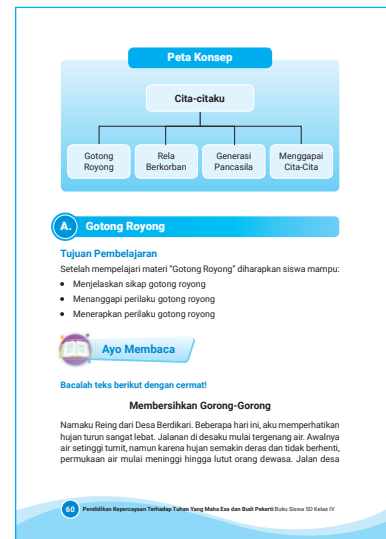 Peta Konsep
Cita-citaku
Gotong Royong
Rela Berkorban
Generasi Pancasila
Menggapai Cita-Cita
A. Gotong Royong
Tujuan Pembelajaran
Setelah mempelajari materi “Gotong Royong” diharapkan siswa mampu:
• Menjelaskan sikap gotong royong
• Menanggapi perilaku gotong royong
• Menerapkan perilaku gotong royong
Ayo Membaca
Bacalah teks berikut dengan cermat!
Membersihkan Gorong-Gorong
Namaku Reing dari Desa Berdikari. Beberapa hari ini, aku memperhatikan
hujan turun sangat lebat. Jalanan di desaku mulai tergenang air. Awalnya
air setinggi tumit, namun karena hujan semakin deras dan tidak berhenti,
permukaan air mulai meninggi hingga lutut orang dewasa. Jalan desa
60 Pendidikan Kepercayaan Terhadap Tuhan Yang Maha Esa dan Budi Pekerti Buku Siswa SD Kelas IV